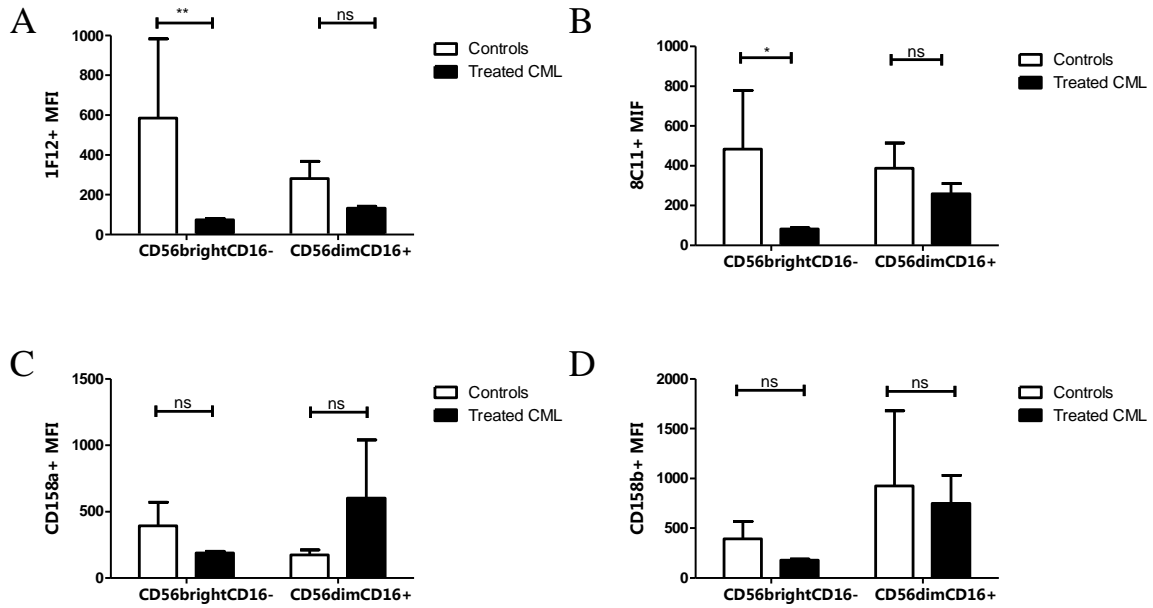 A
**
ns
Controls
Treated CML
1F12+ MFI
1000
800
600
400
200
0
CD56brightCD16-
CD56dimCD16+
B
*
ns
Controls
Treated CML
8C11+ MIF
1000
800
600
400
200
0
CD56brightCD16-
CD56dimCD16+
C
ns
ns
Controls
Treated CML
CD158a+ MFI
1500
1000
500
0
CD56brightCD16-
CD56dimCD16+
D
ns
ns
Controls
Treated CML
CD158b+ MFI
2000
1500
1000
500
0
CD56brightCD16-
CD56dimCD16+